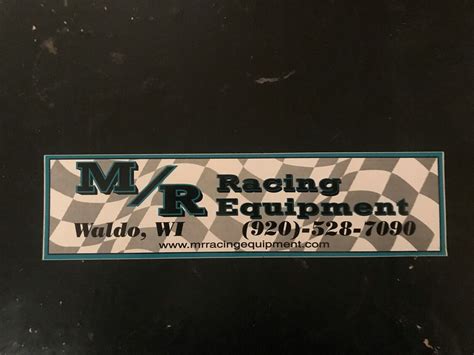 M/R Racing
Equipment
Waldo, WI (920)-528-7090
www.mrracingequipment.com